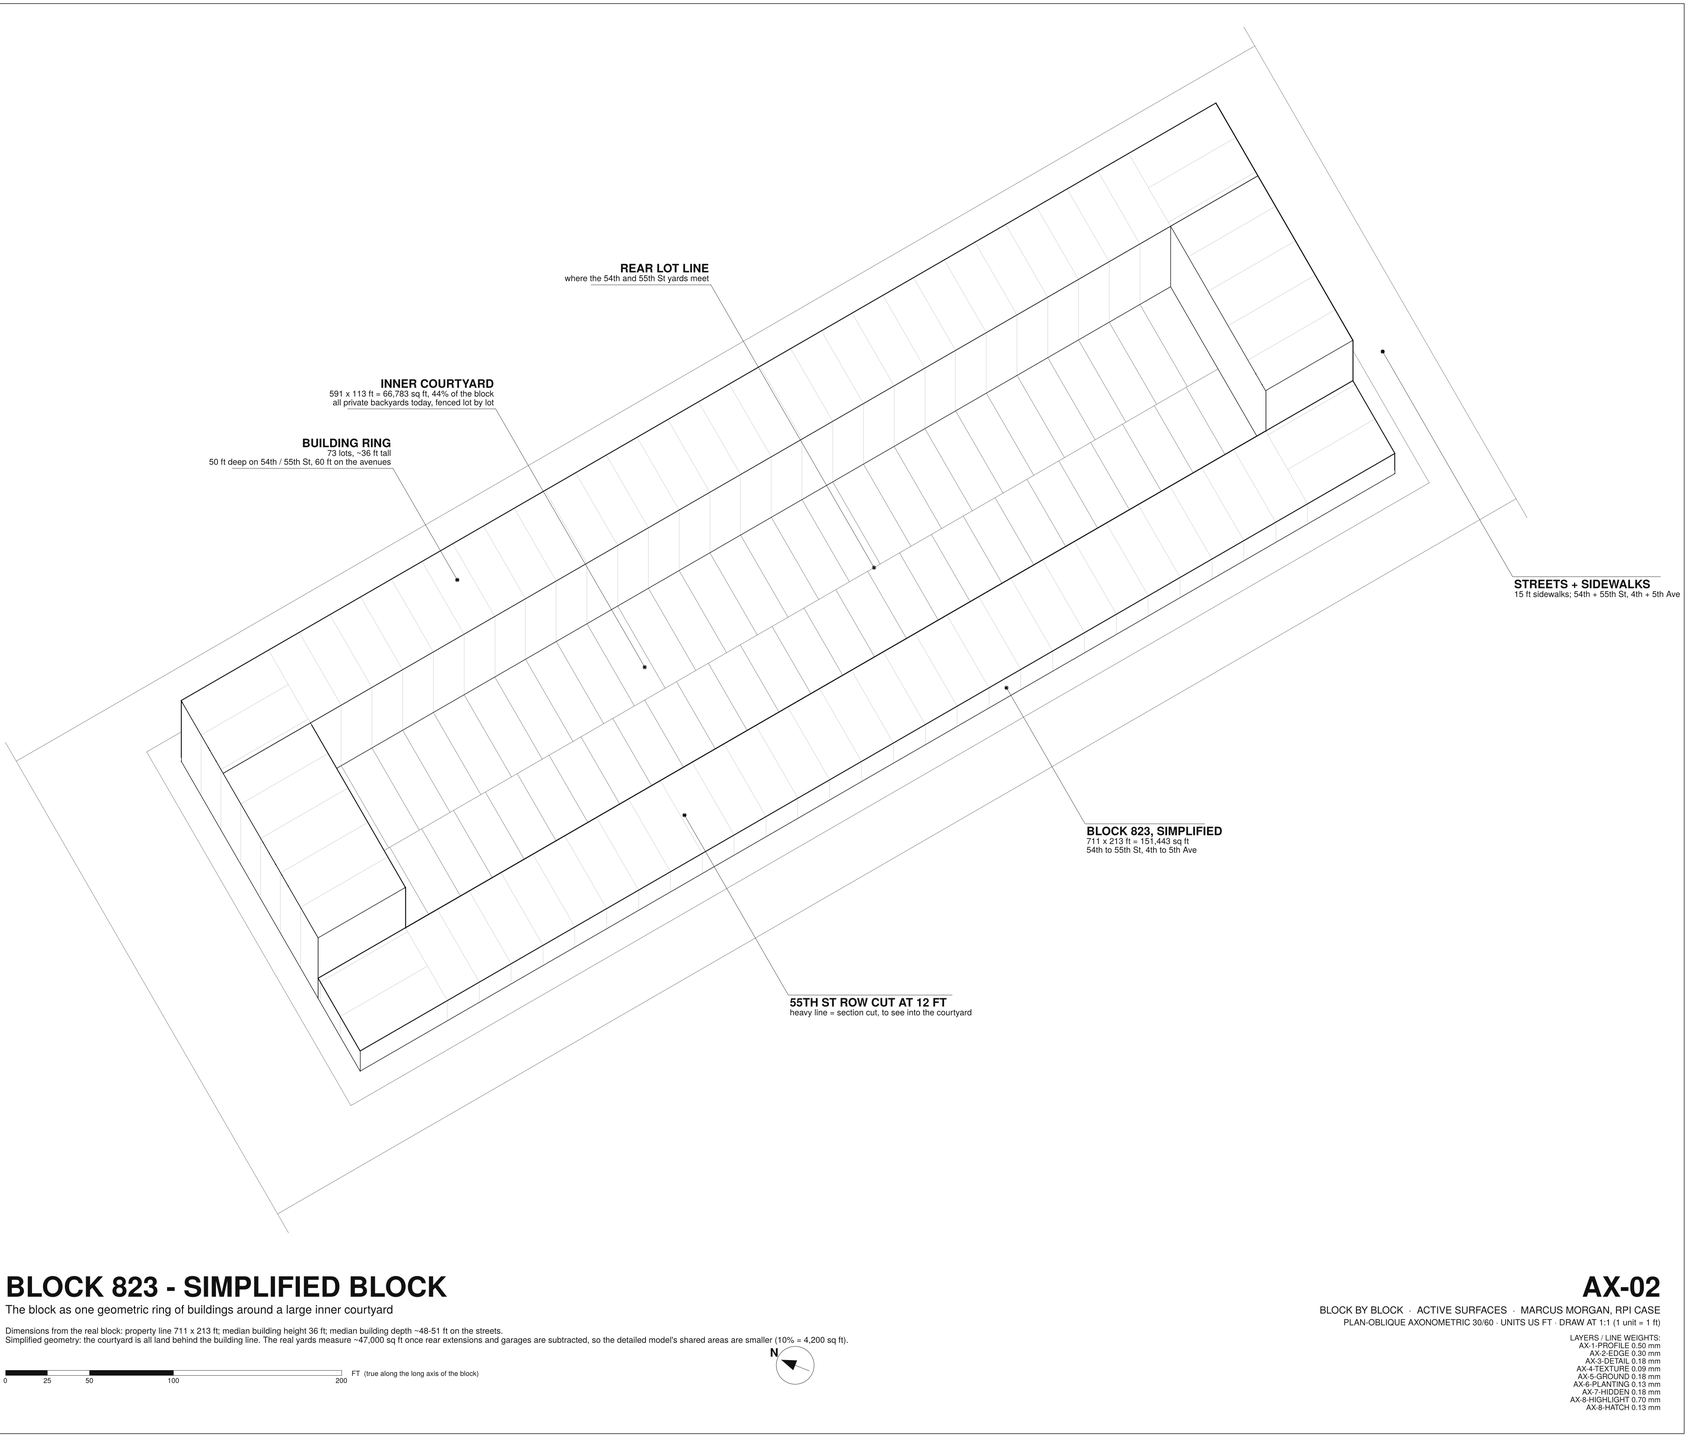 REAR LOT LINE
where the 54th and 55th St yards meet
INNER COURTYARD
591 x 113 ft = 66,783 sq ft, 44% of the block
all private backyards today, fenced lot by lot
BUILDING RING
73 lots, ~36 ft tall
50 ft deep on 54th / 55th St, 60 ft on the avenues
STREETS + SIDEWALKS
15 ft sidewalks; 54th + 55th St, 4th + 5th Ave
BLOCK 823, SIMPLIFIED
711 x 213 ft = 151,443 sq ft
54th to 55th St, 4th to 5th Ave
55TH ST ROW CUT AT 12 FT
heavy line = section cut, to see into the courtyard
BLOCK 823 - SIMPLIFIED BLOCK
The block as one geometric ring of buildings around a large inner courtyard
Dimensions from the real block: property line 711 x 213 ft; median building height 36 ft; median building depth ~48-51 ft on the streets.
Simplified geometry: the courtyard is all land behind the building line. The real yards measure ~47,000 sq ft once rear extensions and garages are subtracted, so the detailed model's shared areas are smaller (10% = 4,200 sq ft).
N
FT (true along the long axis of the block)
0 25 50 100 200
AX-02
BLOCK BY BLOCK · ACTIVE SURFACES · MARCUS MORGAN, RPI CASE
PLAN-OBLIQUE AXONOMETRIC 30/60 · UNITS US FT · DRAW AT 1:1 (1 unit = 1 ft)
LAYERS / LINE WEIGHTS:
AX-1-PROFILE 0.50 mm
AX-2-EDGE 0.30 mm
AX-3-DETAIL 0.18 mm
AX-4-TEXTURE 0.09 mm
AX-5-GROUND 0.18 mm
AX-6-PLANTING 0.13 mm
AX-7-HIDDEN 0.18 mm
AX-8-HIGHLIGHT 0.70 mm
AX-8-HATCH 0.13 mm